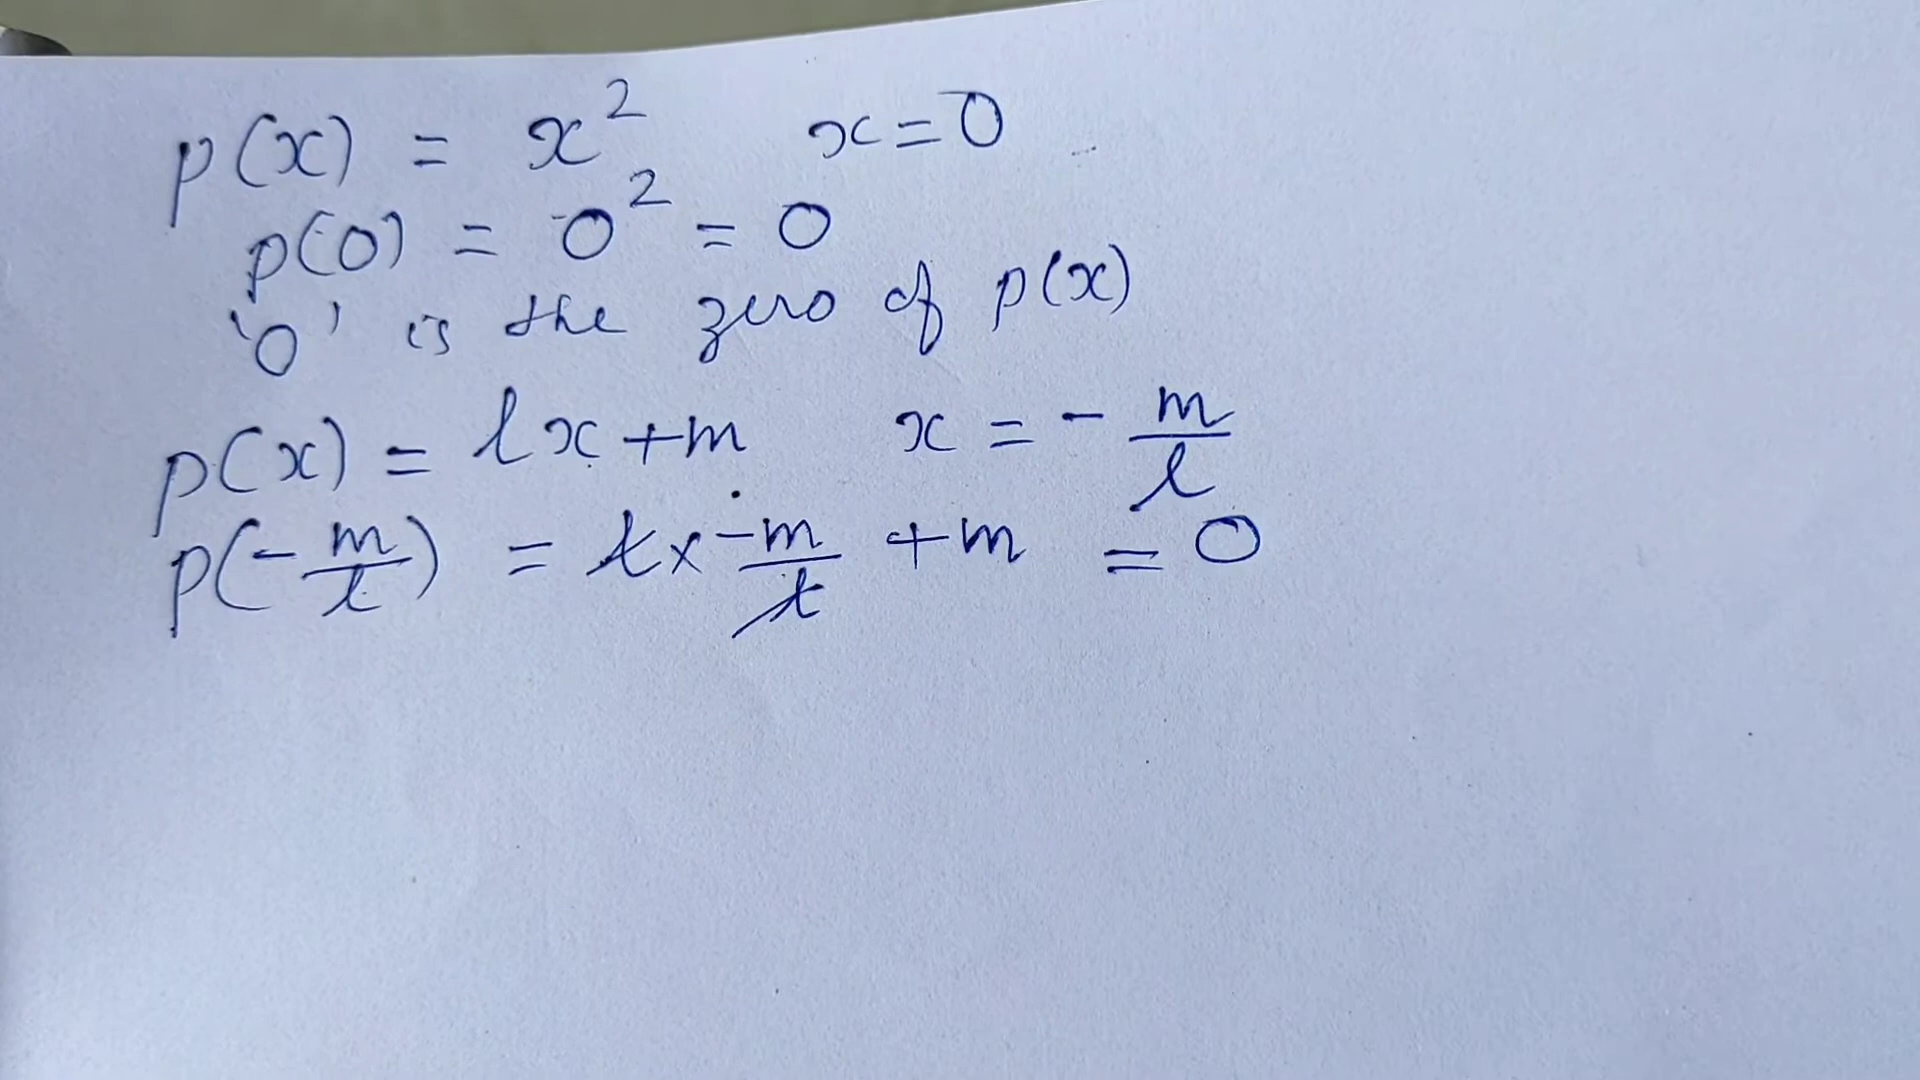 p(x) = x² x=0
p(0) = 0² = 0
'0' is the zero of p(x)
p(x) = lx+m x = - m/l
p(- m/l) = l× -m/l +m = 0